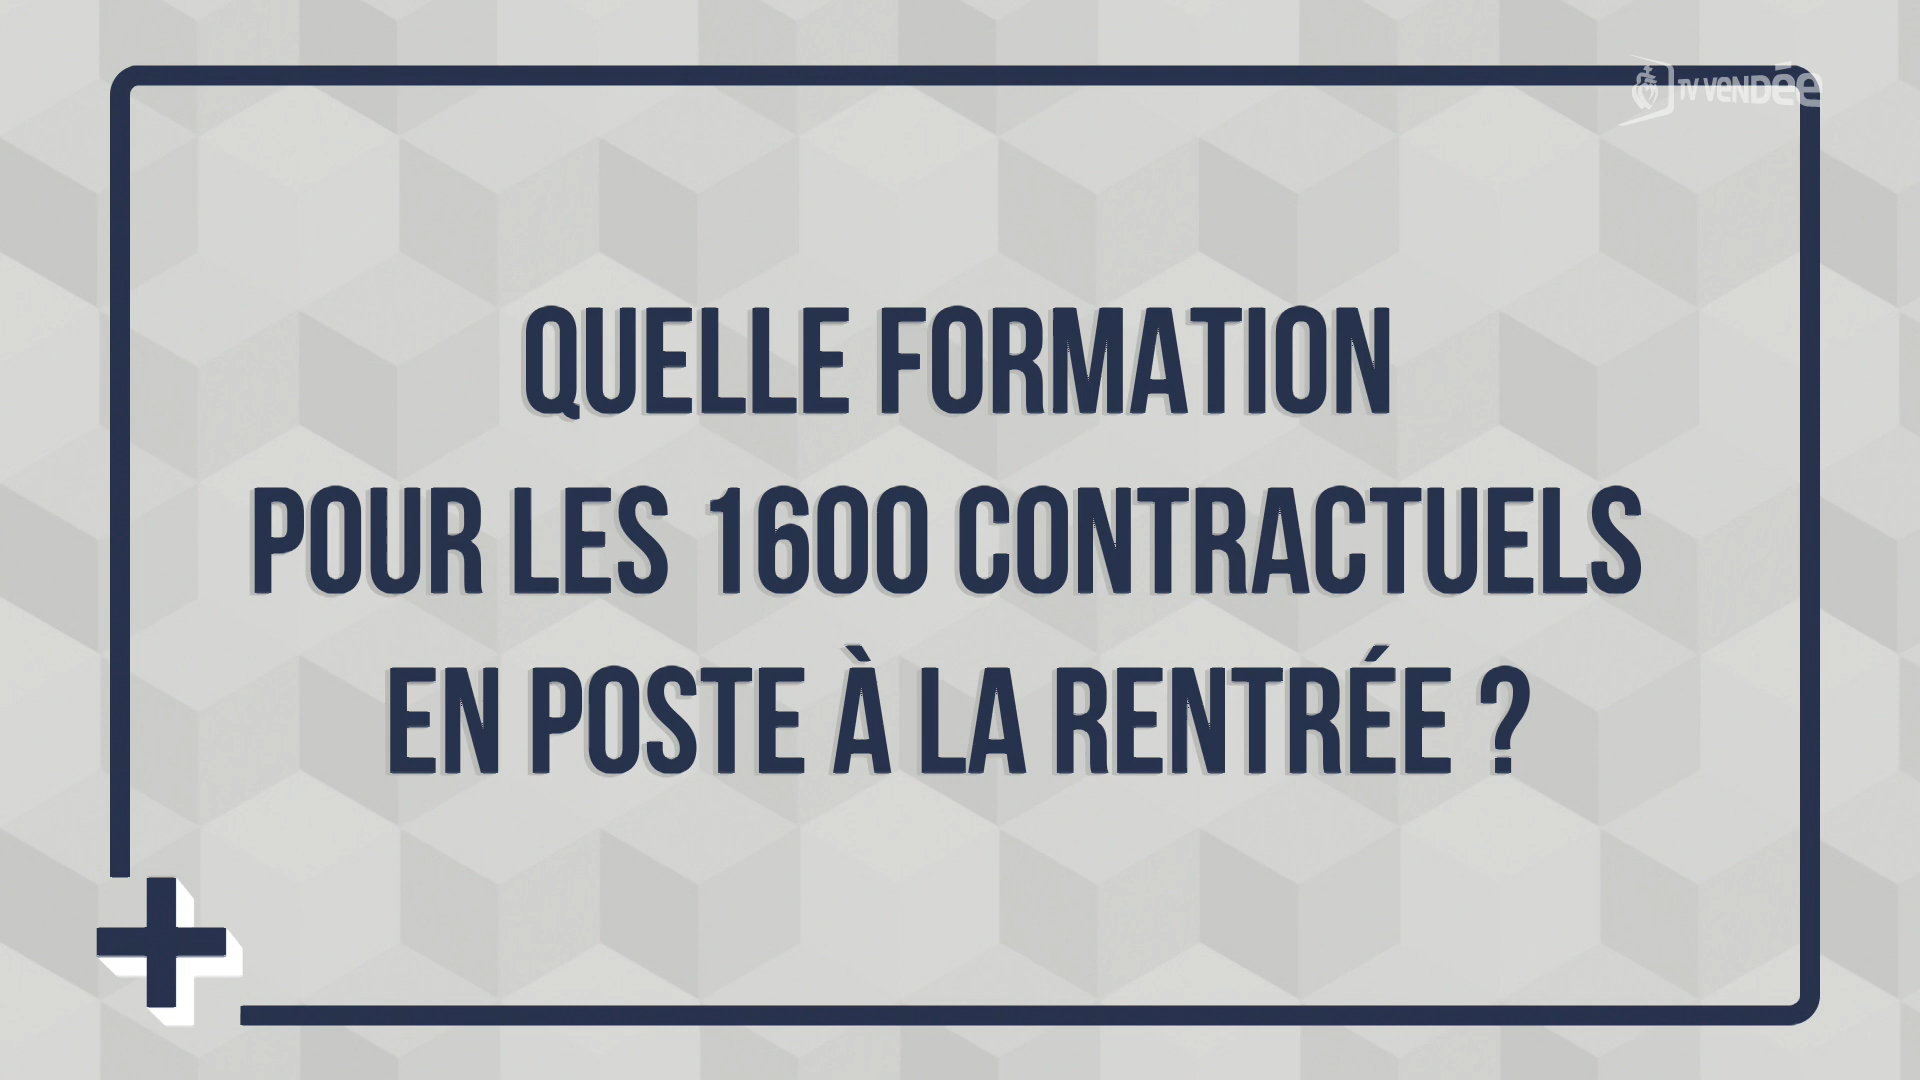 TV VENDÉE
QUELLE FORMATION
POUR LES 1600 CONTRACTUELS
EN POSTE À LA RENTRÉE ?